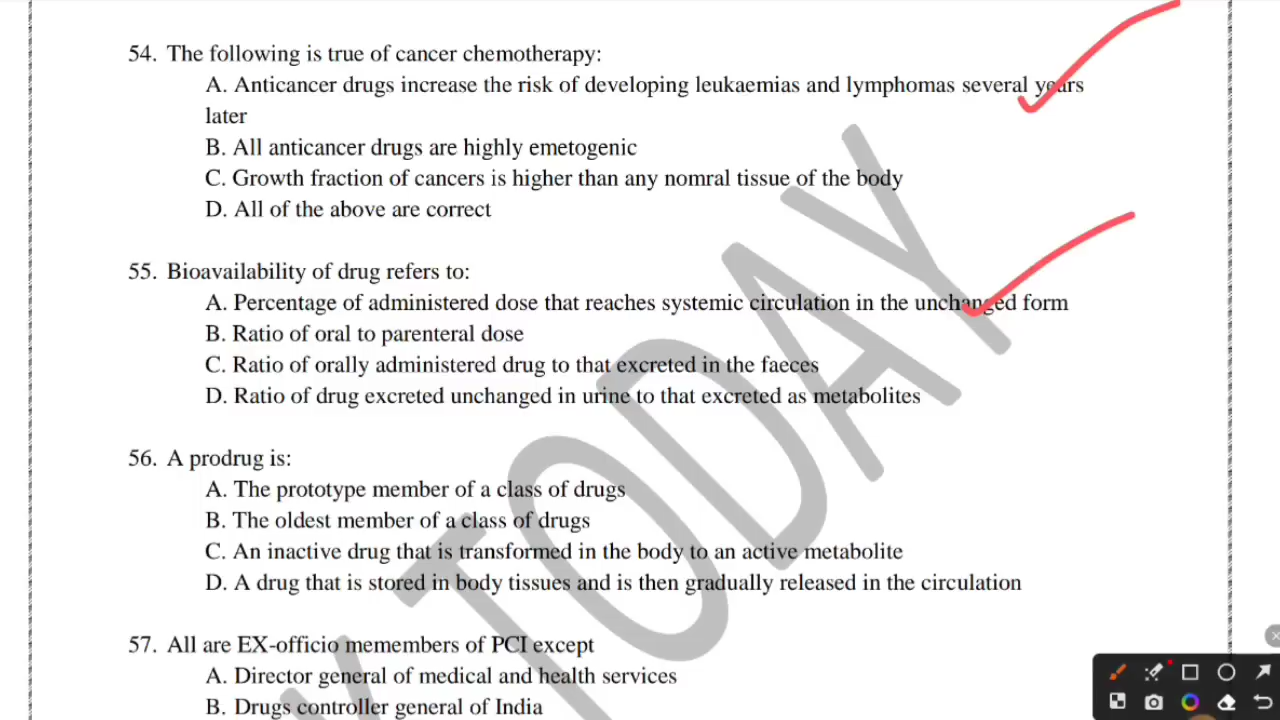 54. The following is true of cancer chemotherapy:
A. Anticancer drugs increase the risk of developing leukaemias and lymphomas several years
later
B. All anticancer drugs are highly emetogenic
C. Growth fraction of cancers is higher than any nomral tissue of the body
D. All of the above are correct
55. Bioavailability of drug refers to:
A. Percentage of administered dose that reaches systemic circulation in the unchanged form
B. Ratio of oral to parenteral dose
C. Ratio of orally administered drug to that excreted in the faeces
D. Ratio of drug excreted unchanged in urine to that excreted as metabolites
56. A prodrug is:
A. The prototype member of a class of drugs
B. The oldest member of a class of drugs
C. An inactive drug that is transformed in the body to an active metabolite
D. A drug that is stored in body tissues and is then gradually released in the circulation
57. All are EX-officio memembers of PCI except
A. Director general of medical and health services
B. Drugs controller general of India
TODAY